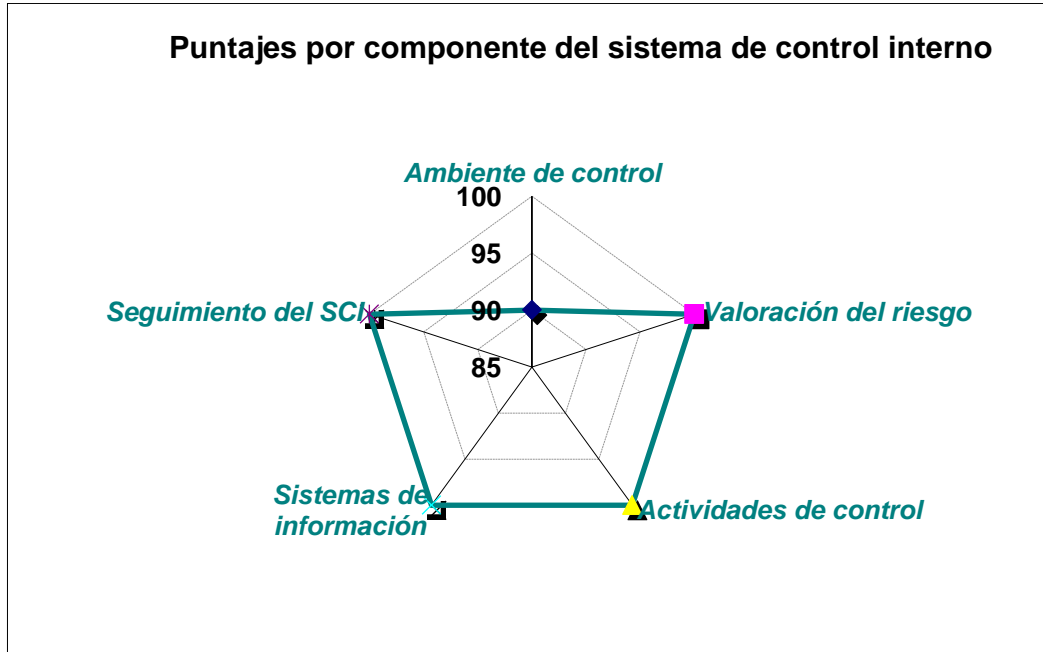 Puntajes por componente del sistema de control interno
Ambiente de control
100
95
90
85
Seguimiento del SCI
Valoración del riesgo
Sistemas de
información
Actividades de control